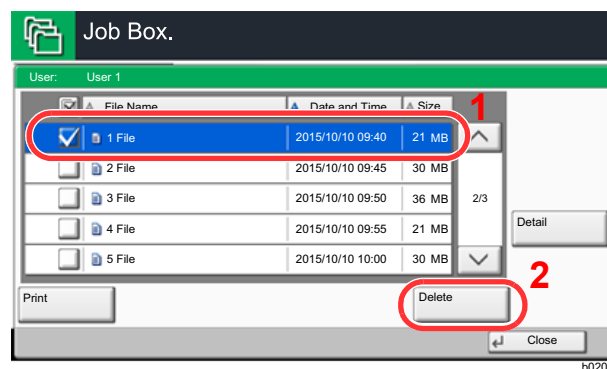 Job Box.
User: User 1
File Name Date and Time Size 1
1 File 2015/10/10 09:40 21 MB
2 File 2015/10/10 09:45 30 MB
3 File 2015/10/10 09:50 36 MB 2/3
4 File 2015/10/10 09:55 21 MB Detail
5 File 2015/10/10 10:00 30 MB
2
Print Delete
Close
b020